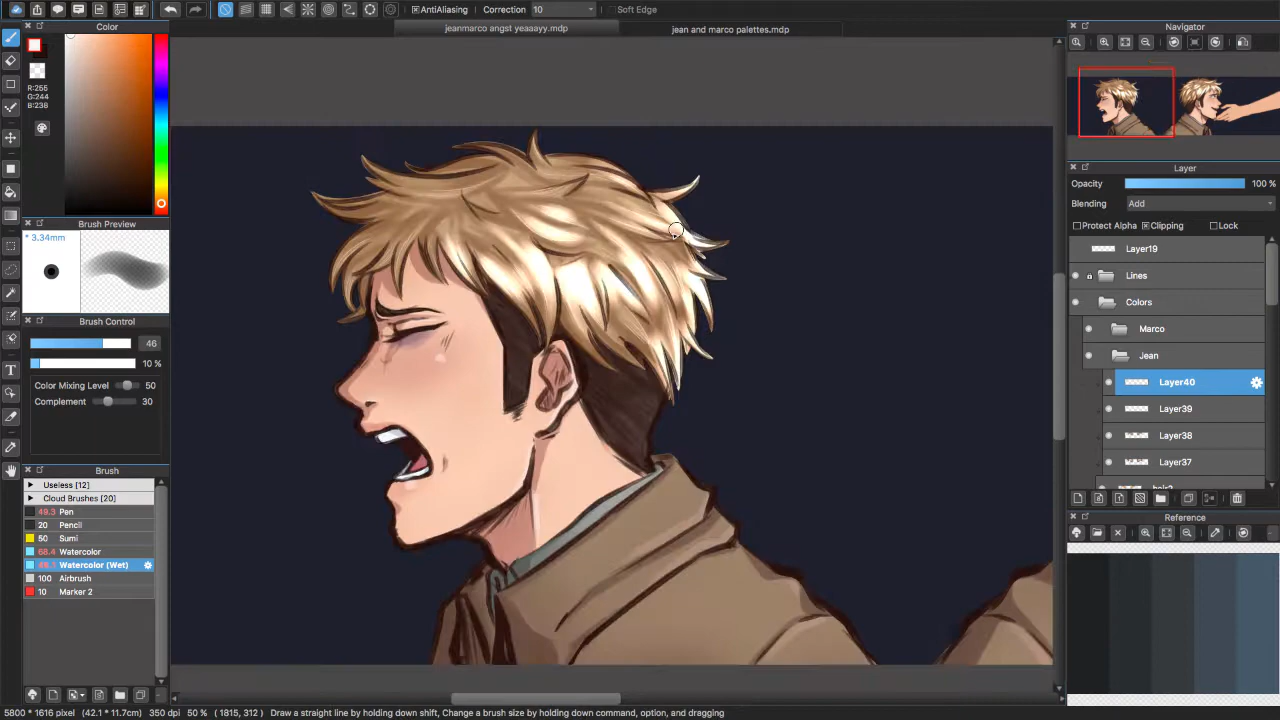 AntiAliasing Correction 10 Soft Edge
jeanmarco angst yeaaayy.mdp
jean and marco palettes.mdp
Color
R:255
G:244
B:238
Brush Preview
* 3.34mm
Brush Control
46
10 %
Color Mixing Level 50
Complement 30
Brush
Useless [12]
Cloud Brushes [20]
49.3 Pen
20 Pencil
50 Sumi
68.4 Watercolor
Watercolor (Wet)
100 Airbrush
10 Marker 2
Navigator
Layer
Opacity 100 %
Blending Add
Protect Alpha Clipping Lock
Layer19
Lines
Colors
Marco
Jean
Layer40
Layer39
Layer38
Layer37
hair2
Reference
5800 * 1616 pixel (42.1 * 11.7cm) 350 dpi 50 % ( 1815, 312 ) Draw a straight line by holding down shift, Change a brush size by holding down command, option, and dragging